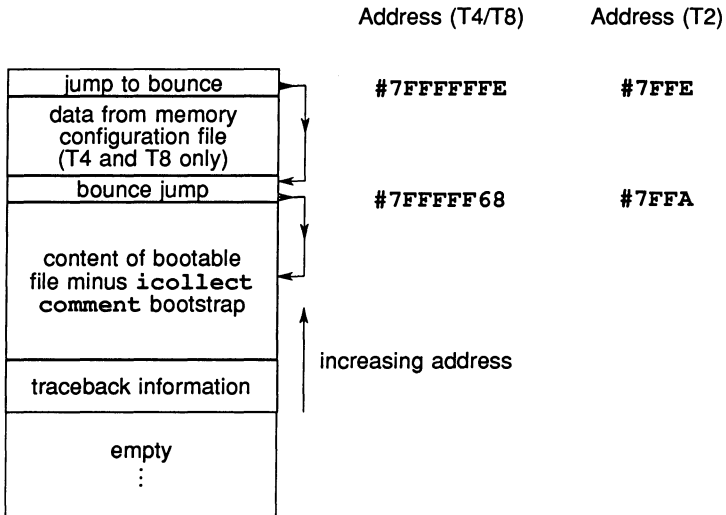 Address (T4/T8) Address (T2)
jump to bounce #7FFFFFFE #7FFE
data from memory
configuration file
(T4 and T8 only)
bounce jump #7FFFFF68 #7FFA
content of bootable
file minus icollect
comment bootstrap
increasing address
traceback information
empty
⋮